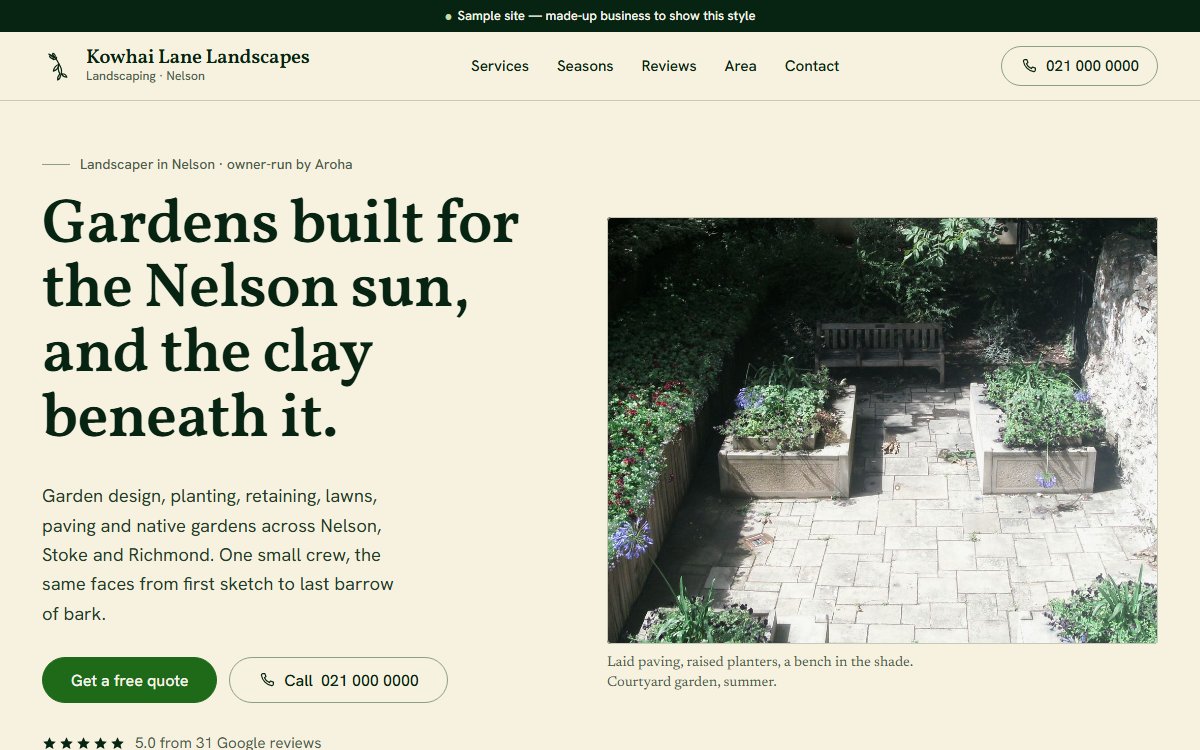 Sample site — made-up business to show this style
Kowhai Lane Landscapes
Landscaping · Nelson
Services
Seasons
Reviews
Area
Contact
021 000 0000
Landscaper in Nelson · owner-run by Aroha
Gardens built for
the Nelson sun,
and the clay
beneath it.
Garden design, planting, retaining, lawns,
paving and native gardens across Nelson,
Stoke and Richmond. One small crew, the
same faces from first sketch to last barrow
of bark.
Get a free quote
Call 021 000 0000
★★★★★ 5.0 from 31 Google reviews
Laid paving, raised planters, a bench in the shade.
Courtyard garden, summer.